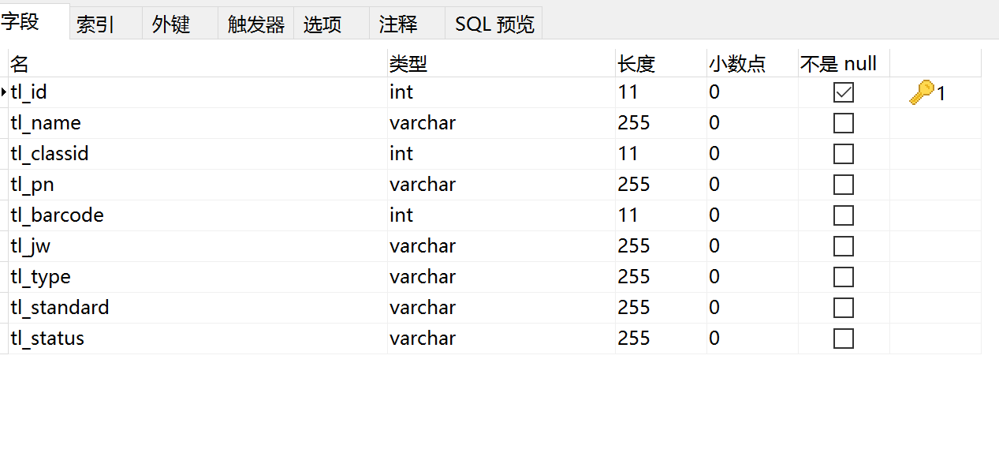 字段 索引 外键 触发器 选项 注释 SQL 预览
名 类型 长度 小数点 不是 null
tl_id int 11 0 1
tl_name varchar 255 0
tl_classid int 11 0
tl_pn varchar 255 0
tl_barcode int 11 0
tl_jw varchar 255 0
tl_type varchar 255 0
tl_standard varchar 255 0
tl_status varchar 255 0